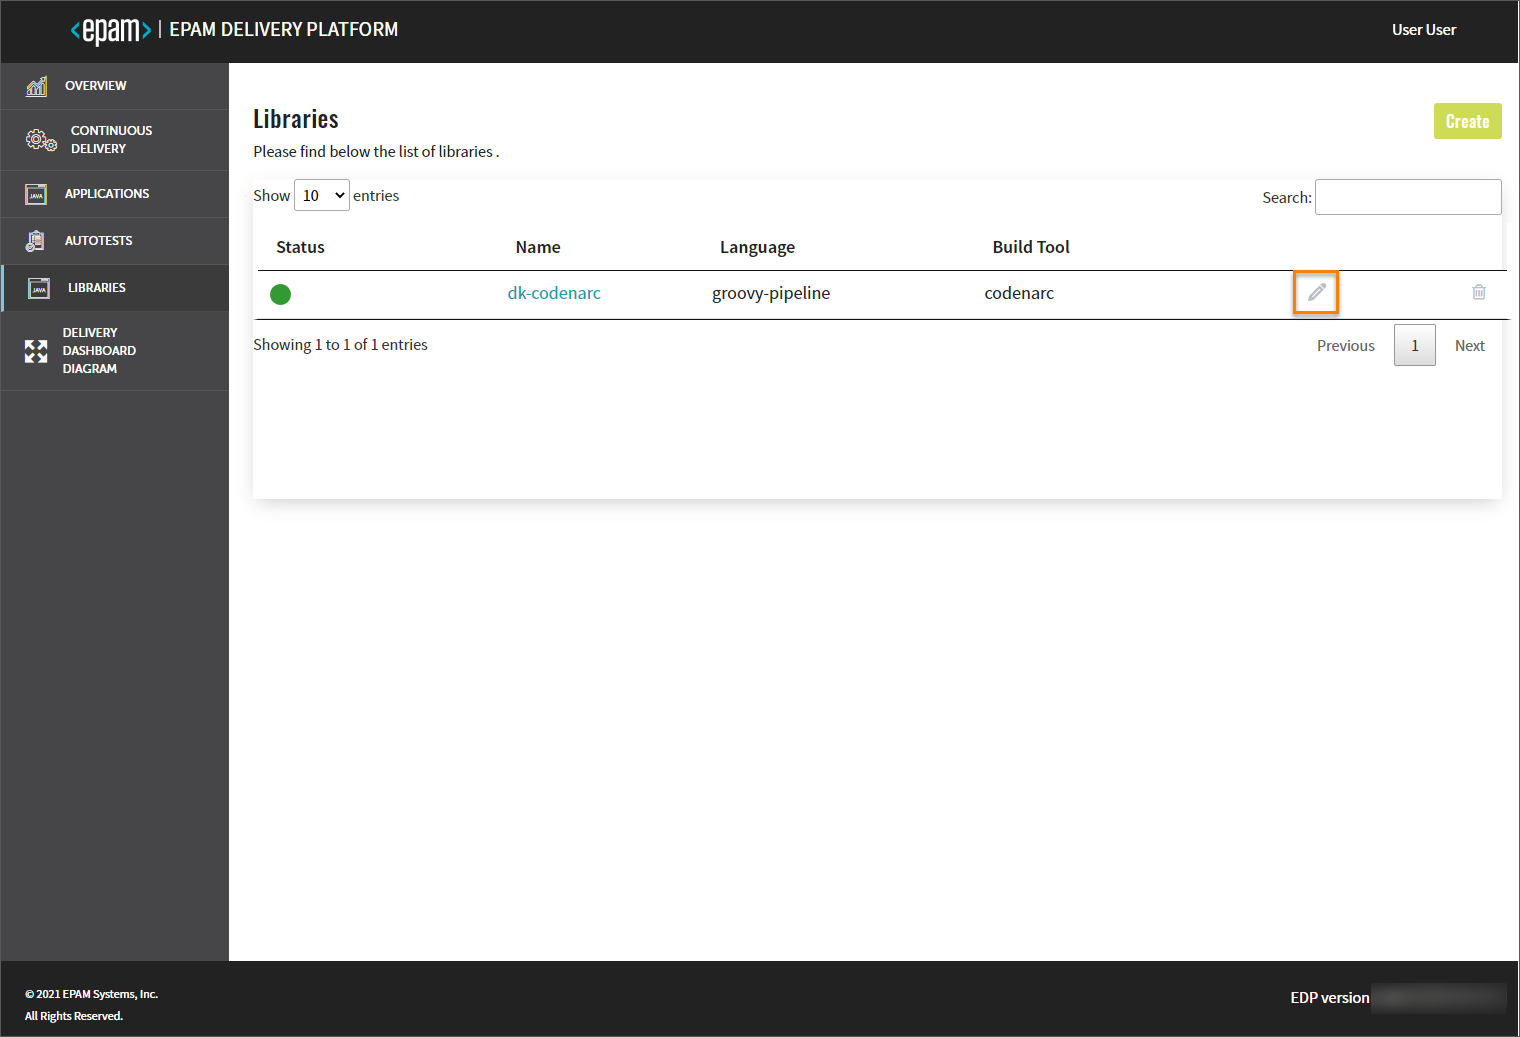 <epam> | EPAM DELIVERY PLATFORM
User User
OVERVIEW
CONTINUOUS
DELIVERY
APPLICATIONS
AUTOTESTS
LIBRARIES
DELIVERY
DASHBOARD
DIAGRAM
JAVA
JAVA
Libraries
Create
Please find below the list of libraries .
Show 10 entries
Search:
Status Name Language Build Tool
dk-codenarc groovy-pipeline codenarc
Showing 1 to 1 of 1 entries
Previous 1 Next
© 2021 EPAM Systems, Inc.
All Rights Reserved.
EDP version